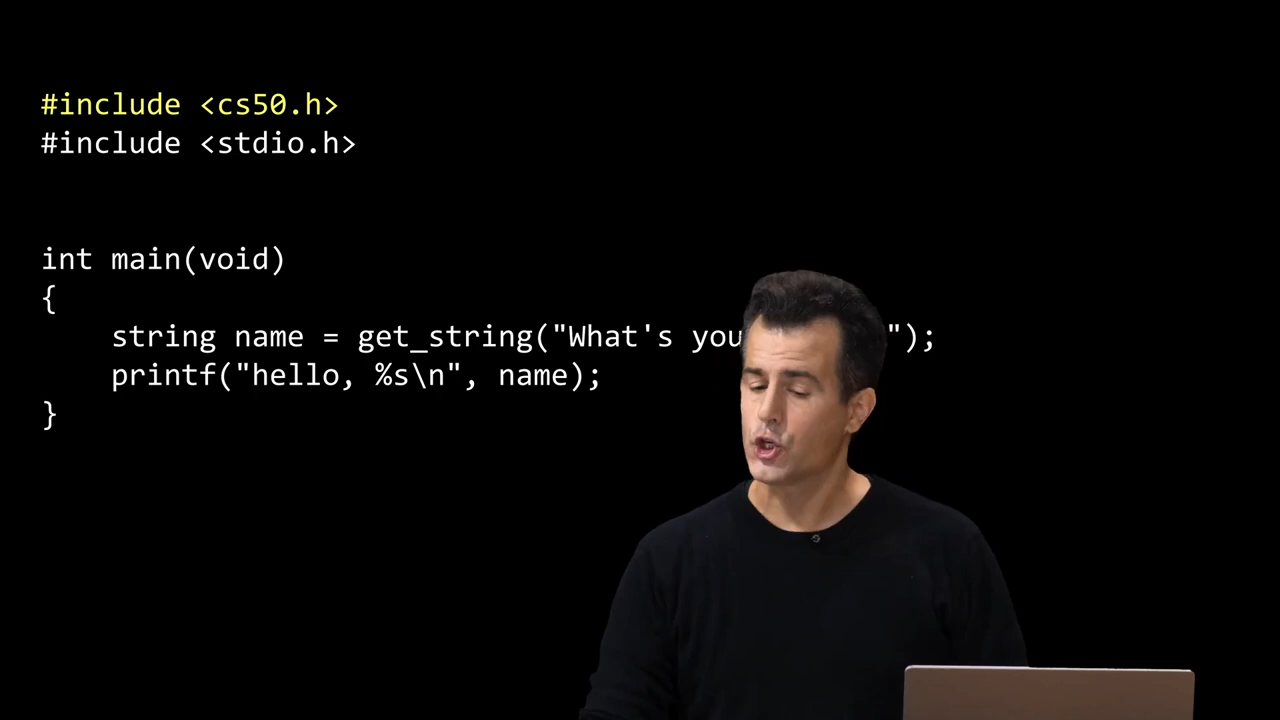 #include <cs50.h>
#include <stdio.h>
int main(void)
{
    string name = get_string("What's you ");
    printf("hello, %s\n", name);
}